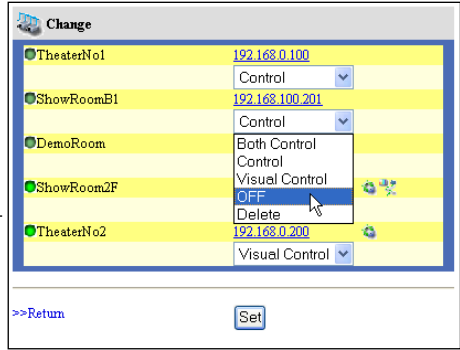 Change
TheaterNo1 192.168.0.100
Control
ShowRoomB1 192.168.100.201
Control
DemoRoom Both Control
Control
Visual Control
ShowRoom2F OFF
Delete
TheaterNo2 192.168.0.200
Visual Control
>>Return Set